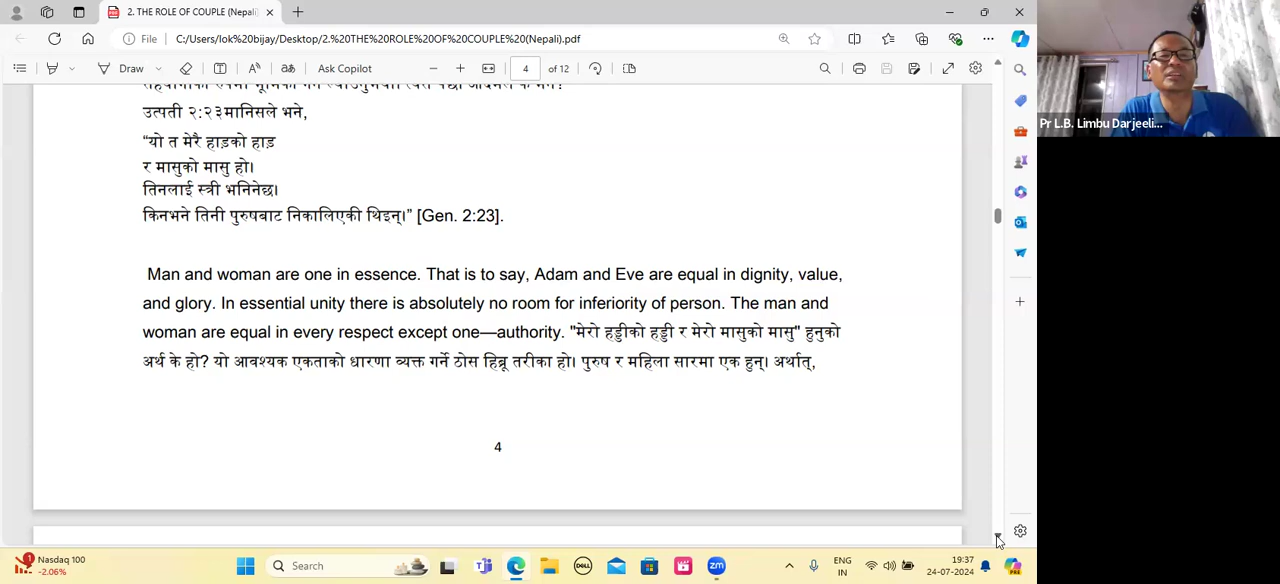 2. THE ROLE OF COUPLE (Nepali)
File
C:/Users/lok%20bijay/Desktop/2.%20THE%20ROLE%20OF%20COUPLE%20(Nepali).pdf
Draw
Ask Copilot
4 of 12
उत्पती २:२३मानिसले भने,
“यो त मेरै हाड़को हाड़
र मासुको मासु हो।
तिनलाई स्त्री भनिनेछ।
किनभने तिनी पुरुषबाट निकालिएकी थिइन्।” [Gen. 2:23].
Man and woman are one in essence. That is to say, Adam and Eve are equal in dignity, value,
and glory. In essential unity there is absolutely no room for inferiority of person. The man and
woman are equal in every respect except one—authority. "मेरो हड्डीको हड्डी र मेरो मासुको मासु" हुनुको
अर्थ के हो? यो आवश्यक एकताको धारणा व्यक्त गर्ने ठोस हिब्रू तरीका हो। पुरुष र महिला सारमा एक हुन्। अर्थात्,
4
Pr L.B. Limbu Darjeeli...
Nasdaq 100
-2.06%
Search
ENG
IN
19:37
24-07-2024